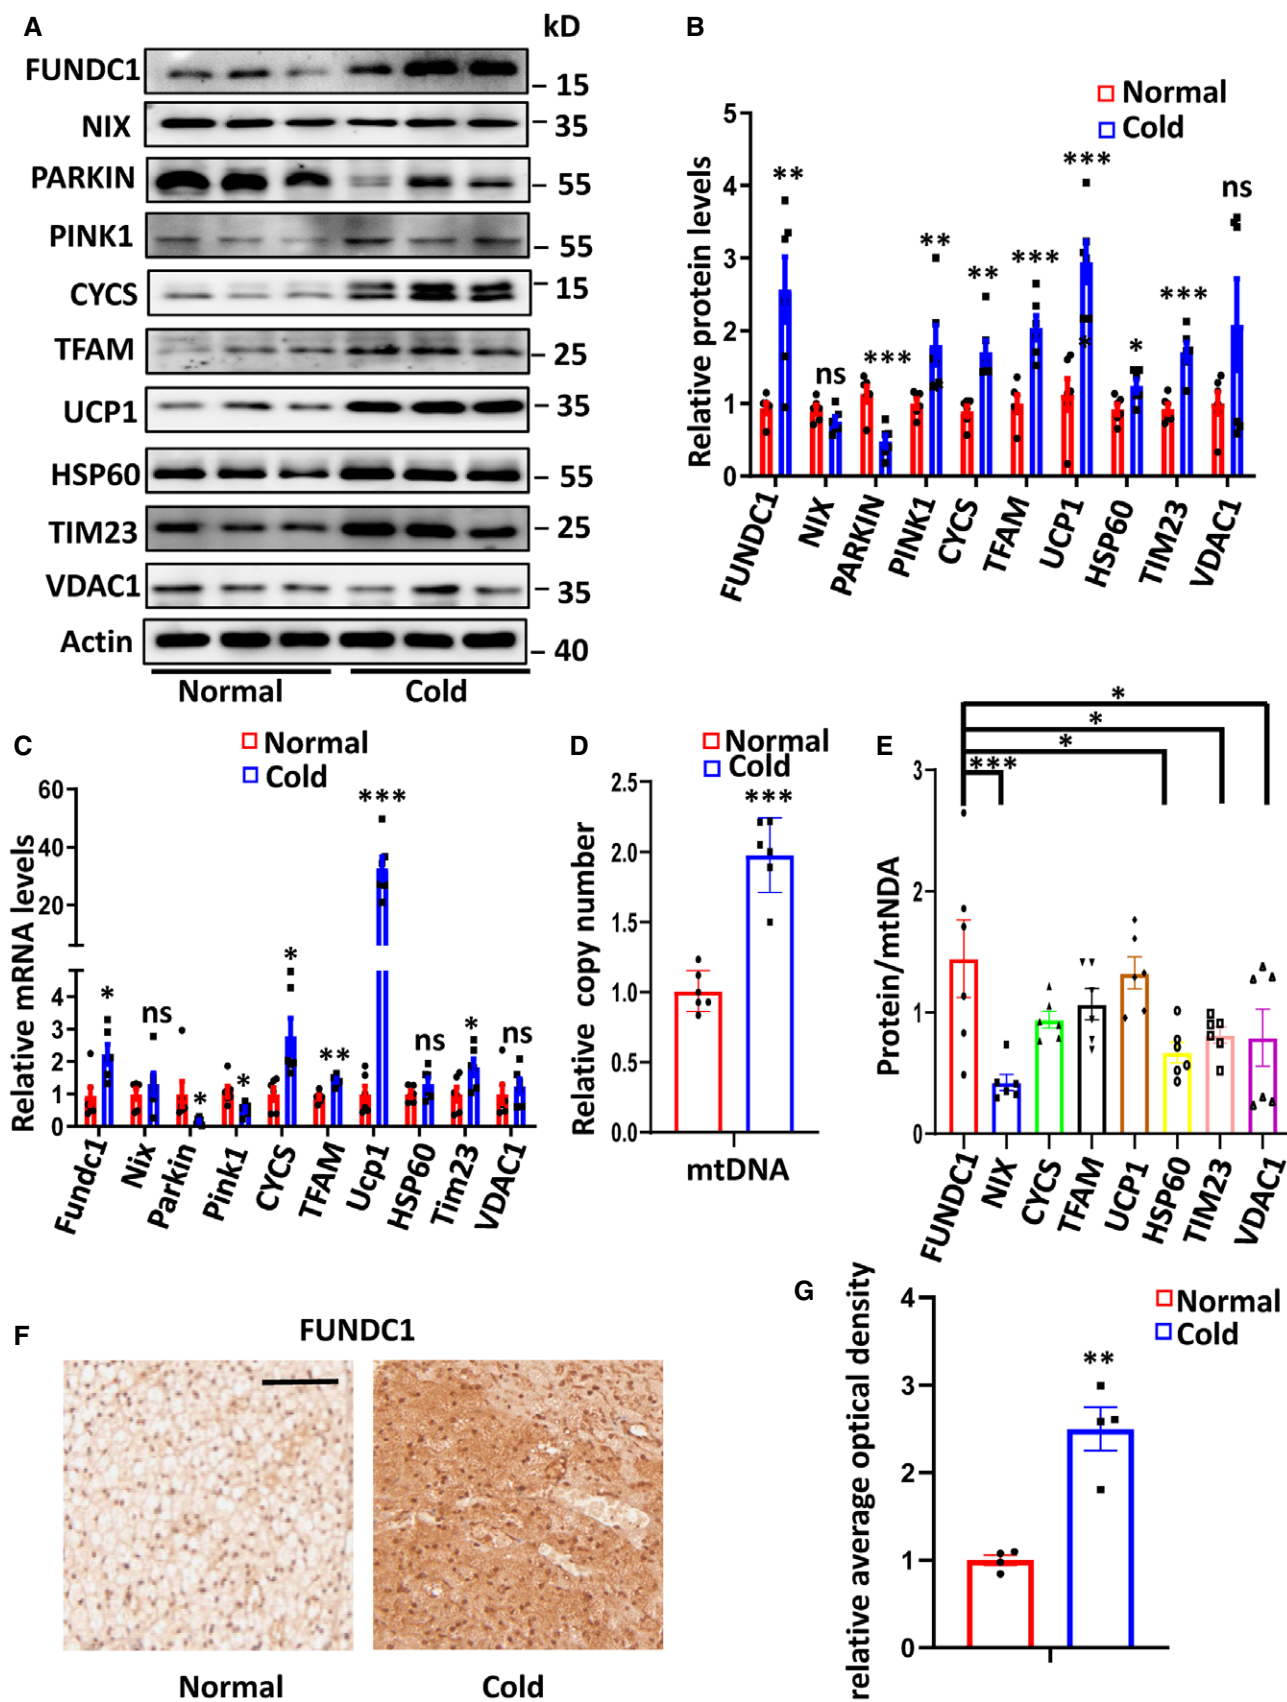 A
kD
FUNDC1
– 15
NIX
– 35
PARKIN
– 55
PINK1
– 55
CYCS
– 15
TFAM
– 25
UCP1
– 35
HSP60
– 55
TIM23
– 25
VDAC1
– 35
Actin
– 40
Normal
Cold
B
Normal
Cold
Relative protein levels
5
4
3
2
1
0
**
ns
***
**
**
***
***
*
***
ns
FUNDC1
NIX
PARKIN
PINK1
CYCS
TFAM
UCP1
HSP60
TIM23
VDAC1
C
Normal
Cold
Relative mRNA levels
60
40
20
4
3
2
1
0
*
ns
*
*
*
**
***
ns
*
ns
Fundc1
Nix
Parkin
Pink1
CYCS
TFAM
Ucp1
HSP60
Tim23
VDAC1
D
Normal
Cold
Relative copy number
2.5
2.0
1.5
1.0
0.5
0.0
***
mtDNA
E
*
*
*
***
Protein/mtNDA
3
2
1
0
FUNDC1
NIX
CYCS
TFAM
UCP1
HSP60
TIM23
VDAC1
F
FUNDC1
Normal
Cold
G
Normal
Cold
relative average optical density
4
3
2
1
0
**